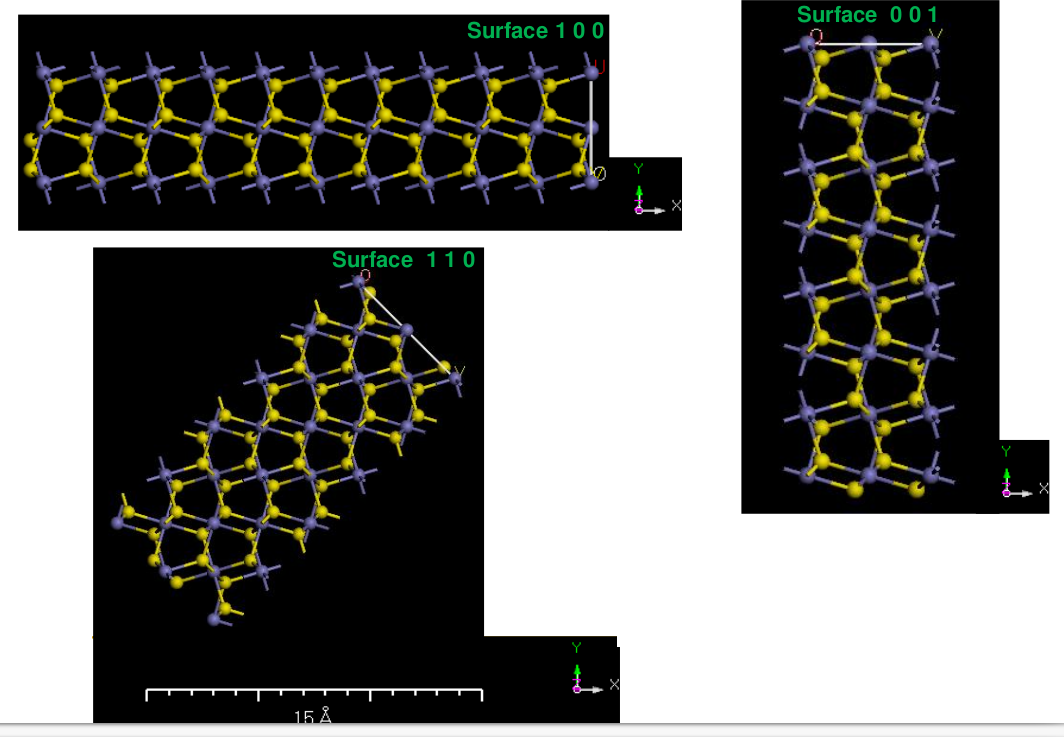 Surface 1 0 0
U
O
Y
X
Surface 0 0 1
O
V
Y
X
Surface 1 1 0
O
V
Y
X
15 Å